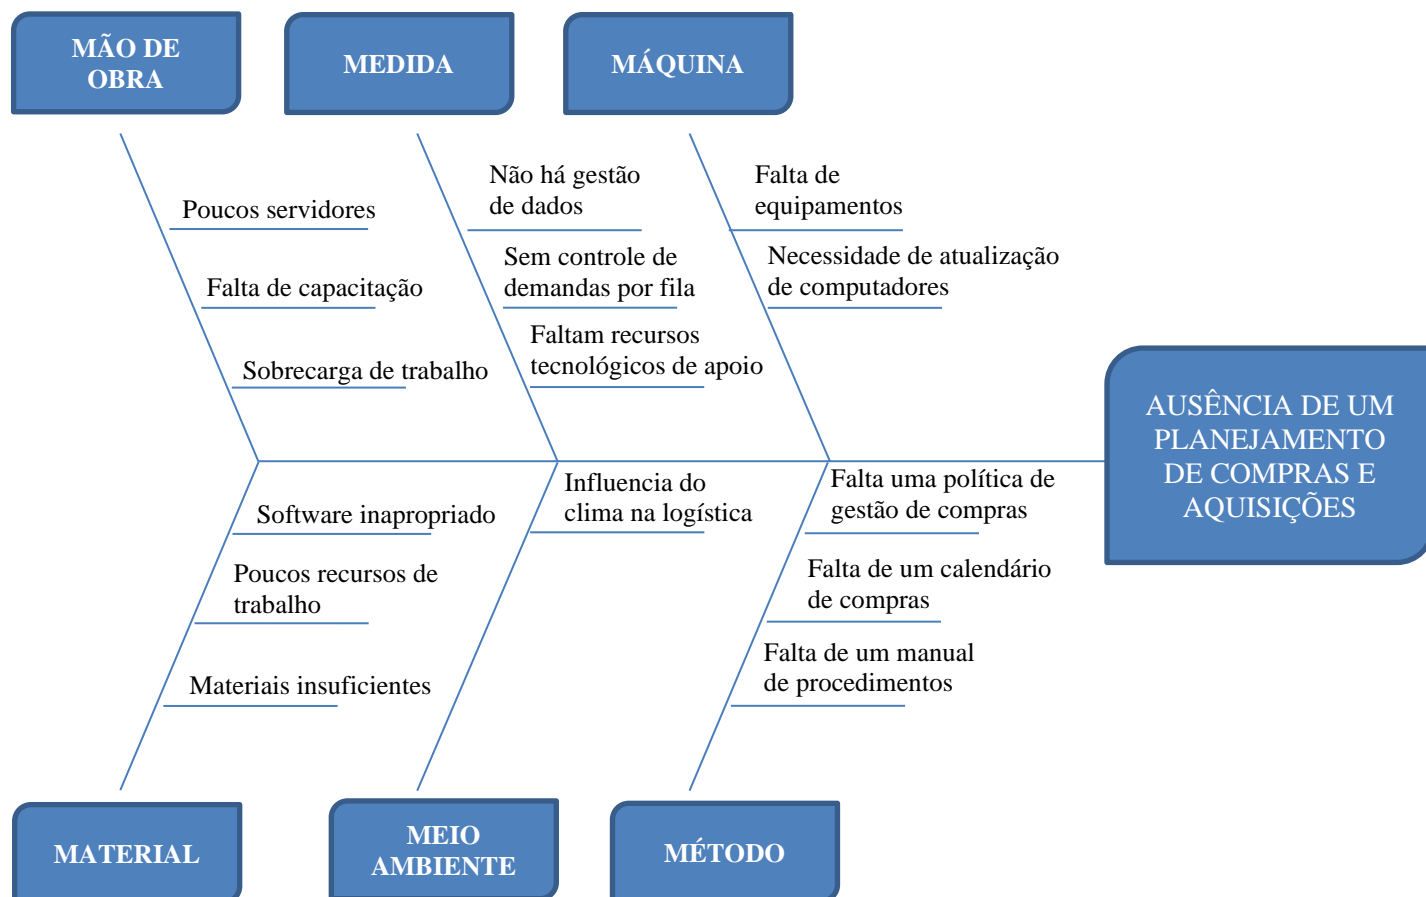 MÃO DE
OBRA
MEDIDA
MÁQUINA
Poucos servidores
Falta de capacitação
Sobrecarga de trabalho
Não há gestão
de dados
Sem controle de
demandas por fila
Faltam recursos
tecnológicos de apoio
Falta de
equipamentos
Necessidade de atualização
de computadores
AUSÊNCIA DE UM
PLANEJAMENTO
DE COMPRAS E
AQUISIÇÕES
Software inapropriado
Poucos recursos de
trabalho
Materiais insuficientes
Influencia do
clima na logística
Falta uma política de
gestão de compras
Falta de um calendário
de compras
Falta de um manual
de procedimentos
MATERIAL
MEIO
AMBIENTE
MÉTODO